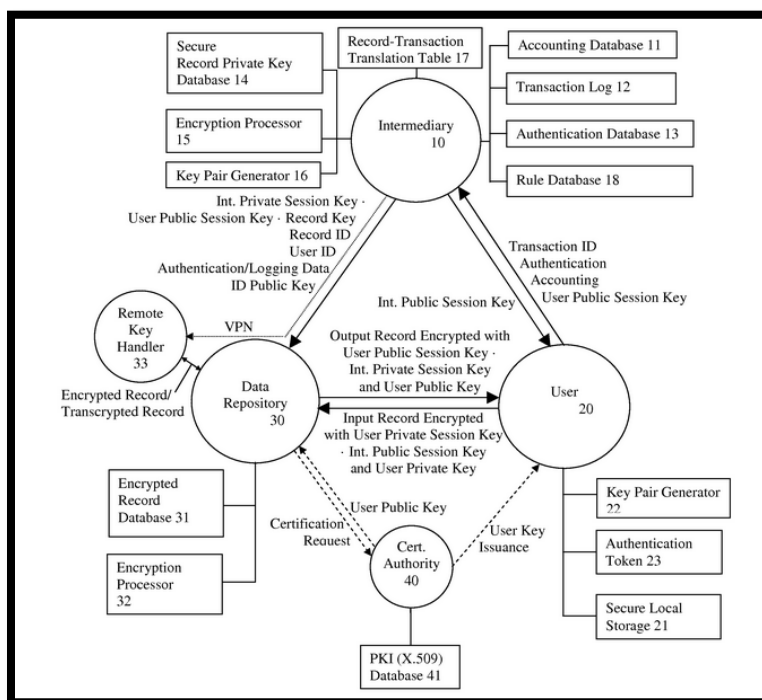 Secure
Record Private Key
Database 14
Record-Transaction
Translation Table 17
Accounting Database 11
Transaction Log 12
Encryption Processor
15
Intermediary
10
Authentication Database 13
Key Pair Generator 16
Rule Database 18
Int. Private Session Key ·
User Public Session Key · Record Key
Record ID
User ID
Authentication/Logging Data
ID Public Key
Transaction ID
Authentication
Accounting
User Public Session Key
Int. Public Session Key
Remote
Key
Handler
33
VPN
Encrypted Record/
Transcrypted Record
Output Record Encrypted with
User Public Session Key ·
Int. Private Session Key
and User Public Key
Data
Repository
30
User
20
Input Record Encrypted
with User Private Session Key
· Int. Public Session Key
and User Private Key
Encrypted
Record
Database 31
User Public Key
Certification
Request
User Key
Issuance
Key Pair Generator
22
Encryption
Processor
32
Cert.
Authority
40
Authentication
Token 23
Secure Local
Storage 21
PKI (X.509)
Database 41